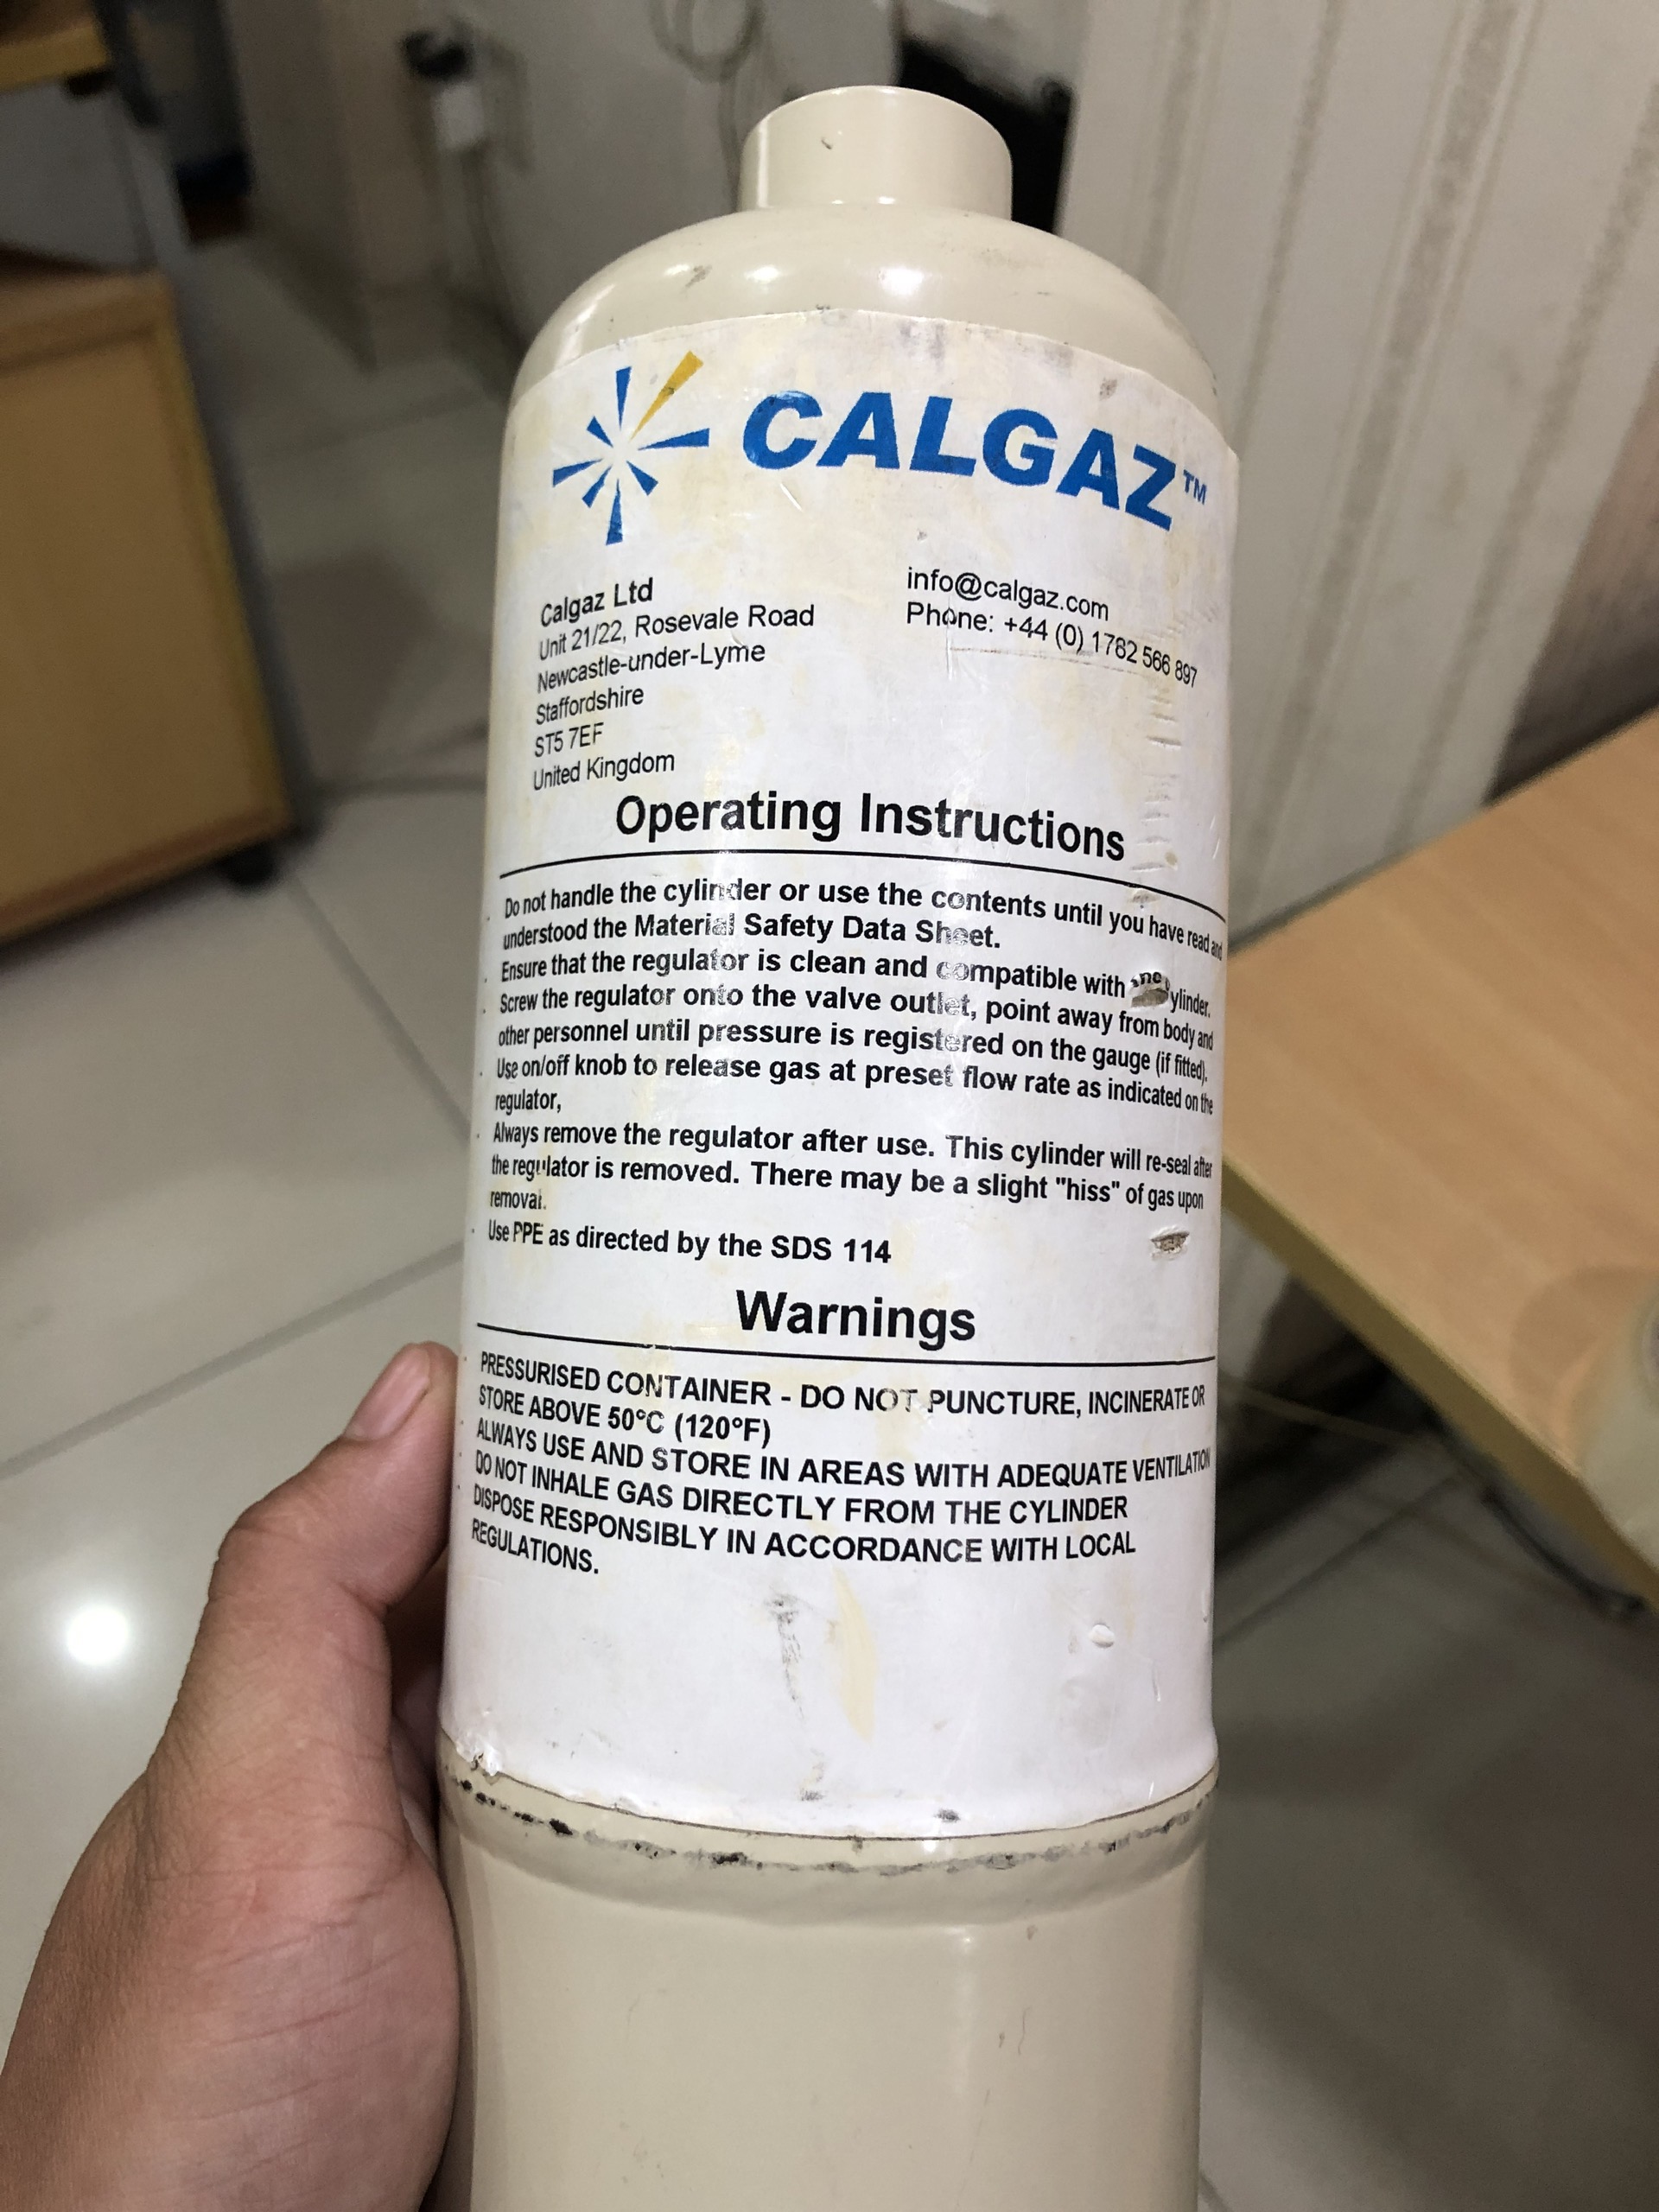 CALGAZ™
Calgaz Ltd
Unit 21/22, Rosevale Road
Newcastle-under-Lyme
Staffordshire
ST5 7EF
United Kingdom
info@calgaz.com
Phone: +44 (0) 1782 566 897
Operating Instructions
· Do not handle the cylinder or use the contents until you have read and
understood the Material Safety Data Sheet.
· Ensure that the regulator is clean and compatible with the cylinder.
· Screw the regulator onto the valve outlet, point away from body and
other personnel until pressure is registered on the gauge (if fitted).
· Use on/off knob to release gas at preset flow rate as indicated on the
regulator,
· Always remove the regulator after use. This cylinder will re-seal after
the regulator is removed. There may be a slight "hiss" of gas upon
removal.
· Use PPE as directed by the SDS 114
Warnings
· PRESSURISED CONTAINER - DO NOT PUNCTURE, INCINERATE OR
STORE ABOVE 50°C (120°F)
· ALWAYS USE AND STORE IN AREAS WITH ADEQUATE VENTILATION
· DO NOT INHALE GAS DIRECTLY FROM THE CYLINDER
· DISPOSE RESPONSIBLY IN ACCORDANCE WITH LOCAL
REGULATIONS.